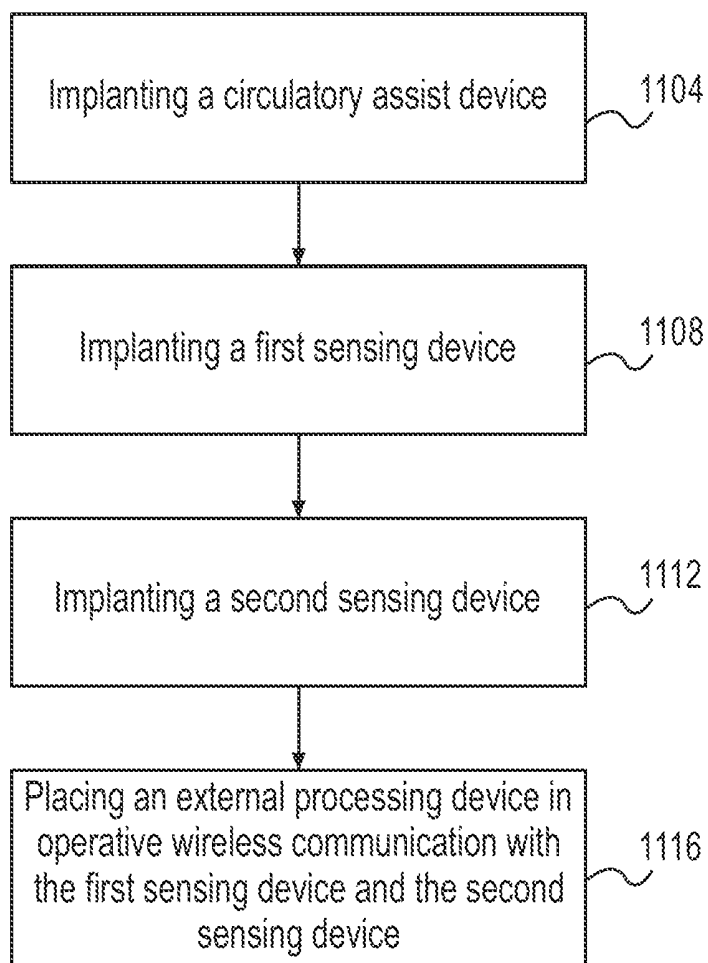 Implanting a circulatory assist device
1104
Implanting a first sensing device
1108
Implanting a second sensing device
1112
Placing an external processing device in
operative wireless communication with
the first sensing device and the second
sensing device
1116